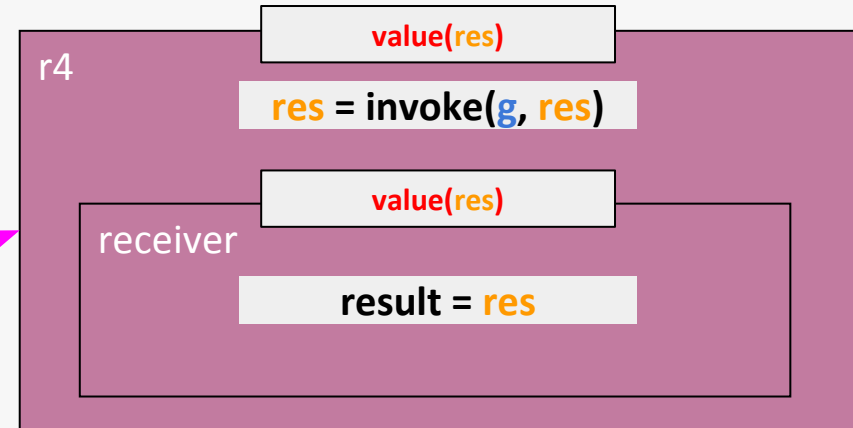 value(res)
r4
res = invoke(g, res)
value(res)
receiver
result = res